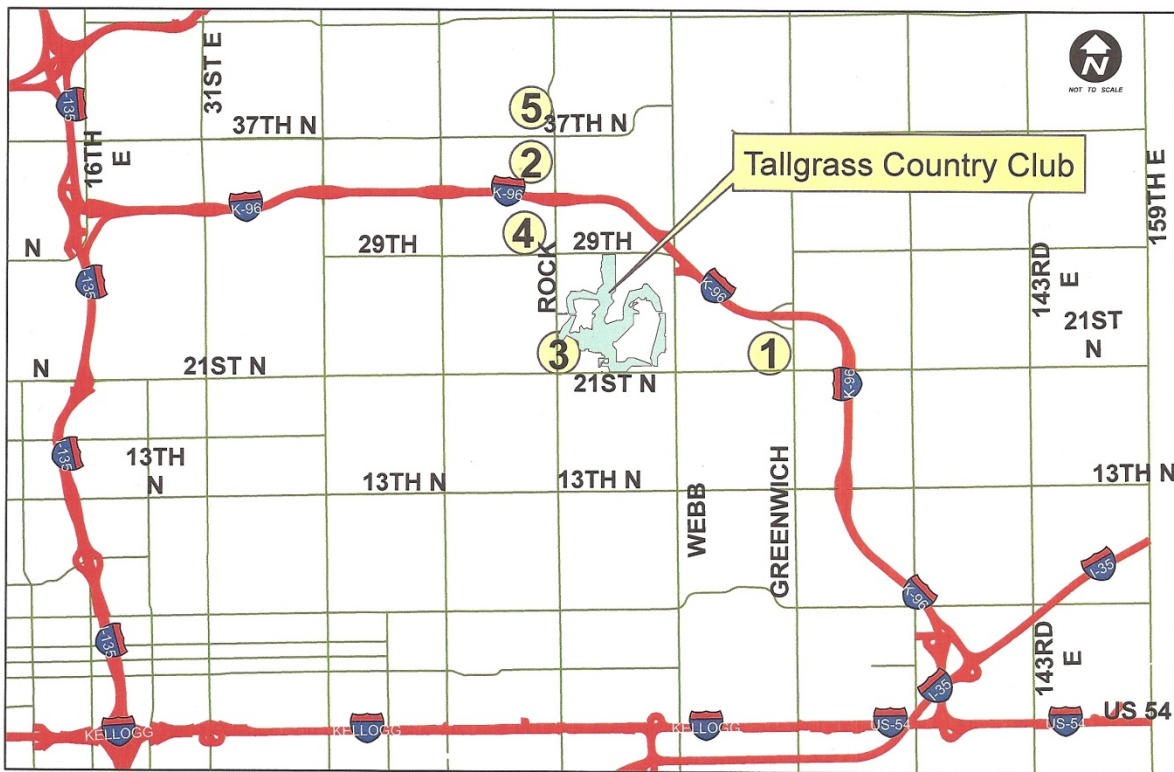 N
NOT TO SCALE
31ST E
-135
5
37TH N
37TH N
16TH
E
2
Tallgrass Country Club
159TH E
K-96
K-96
4
N
29TH
29TH
ROCK
-135
K-96
143RD
E
21ST
N
3
1
N
21ST N
21ST N
K-96
-135
13TH
N
13TH N
13TH N
13TH N
WEBB
GREENWICH
I-35
K-96
-135
143RD
E
I-35
US 54
KELLOGG
KELLOGG
KELLOGG
US-54
US-54